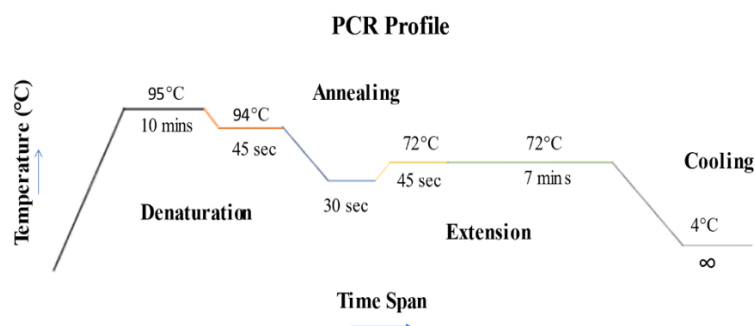 PCR Profile
Temperature (°C)
95°C
10 mins
94°C
45 sec
Annealing
30 sec
72°C
45 sec
72°C
7 mins
Cooling
4°C
∞
Denaturation
Extension
Time Span